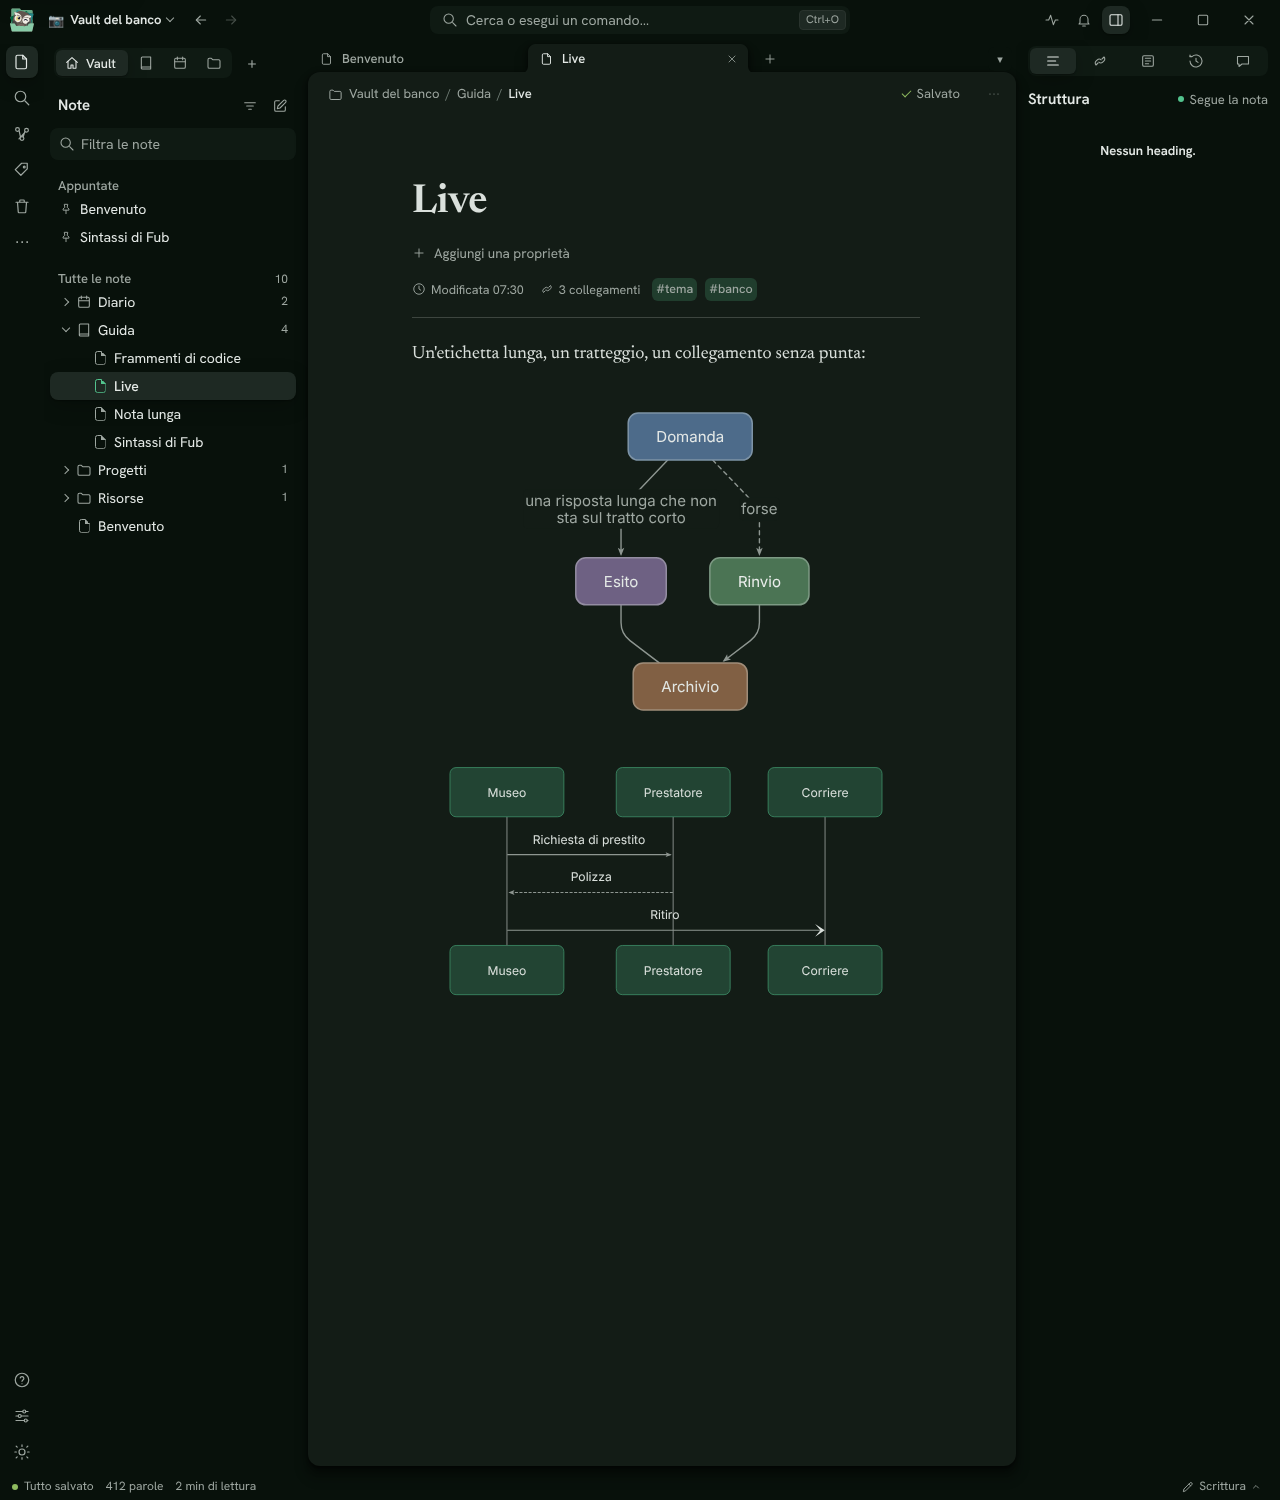 Vault del banco
Cerca o esegui un comando...
Ctrl+O
Vault
Benvenuto
Live
Note
Vault del banco / Guida / Live
Salvato
Struttura
Segue la nota
Filtra le note
Nessun heading.
Appuntate
Benvenuto
Sintassi di Fub
Tutte le note 10
Diario 2
Guida 4
Frammenti di codice
Live
Nota lunga
Sintassi di Fub
Progetti 1
Risorse 1
Benvenuto
Live
Aggiungi una proprietà
Modificata 07:30
3 collegamenti
#tema
#banco
Un'etichetta lunga, un tratteggio, un collegamento senza punta:
Domanda
una risposta lunga che non
sta sul tratto corto
forse
Esito
Rinvio
Archivio
Museo
Prestatore
Corriere
Richiesta di prestito
Polizza
Ritiro
Museo
Prestatore
Corriere
Tutto salvato
412 parole
2 min di lettura
Scrittura